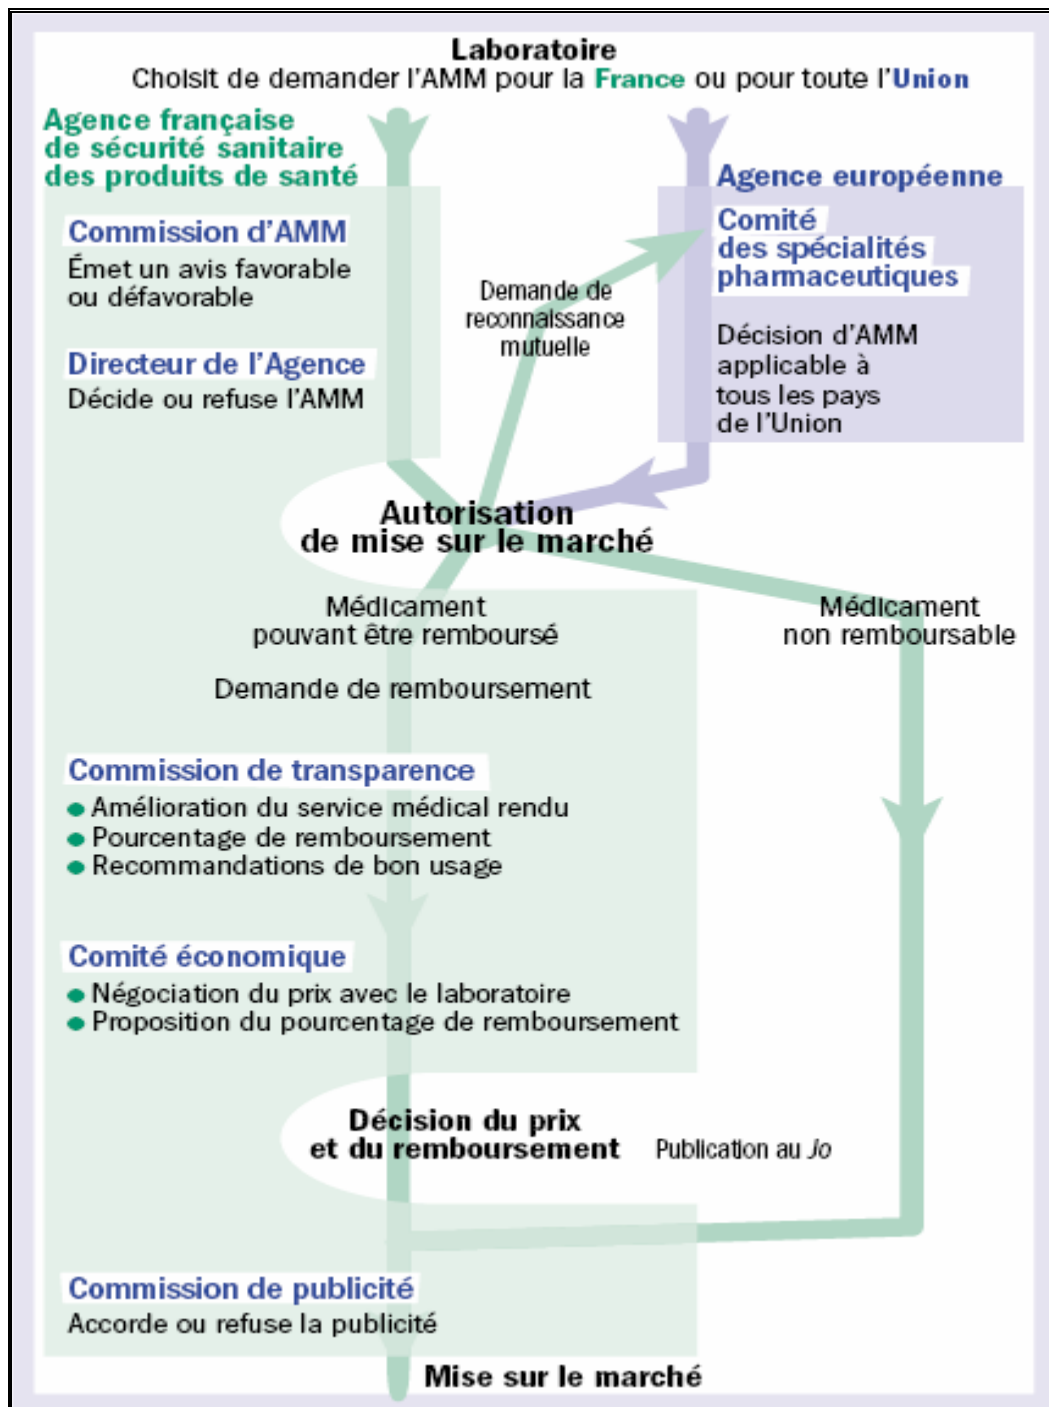 Laboratoire
Choisit de demander l'AMM pour la France ou pour toute l'Union
Agence française
de sécurité sanitaire
des produits de santé
Commission d'AMM
Émet un avis favorable
ou défavorable
Directeur de l'Agence
Décide ou refuse l'AMM
Demande de
reconnaissance
mutuelle
Agence européenne
Comité
des spécialités
pharmaceutiques
Décision d'AMM
applicable à
tous les pays
de l'Union
Autorisation
de mise sur le marché
Médicament
pouvant être remboursé
Médicament
non remboursable
Demande de remboursement
Commission de transparence
Amélioration du service médical rendu
Pourcentage de remboursement
Recommandations de bon usage
Comité économique
Négociation du prix avec le laboratoire
Proposition du pourcentage de remboursement
Décision du prix
et du remboursement
Publication au Jo
Commission de publicité
Accorde ou refuse la publicité
Mise sur le marché